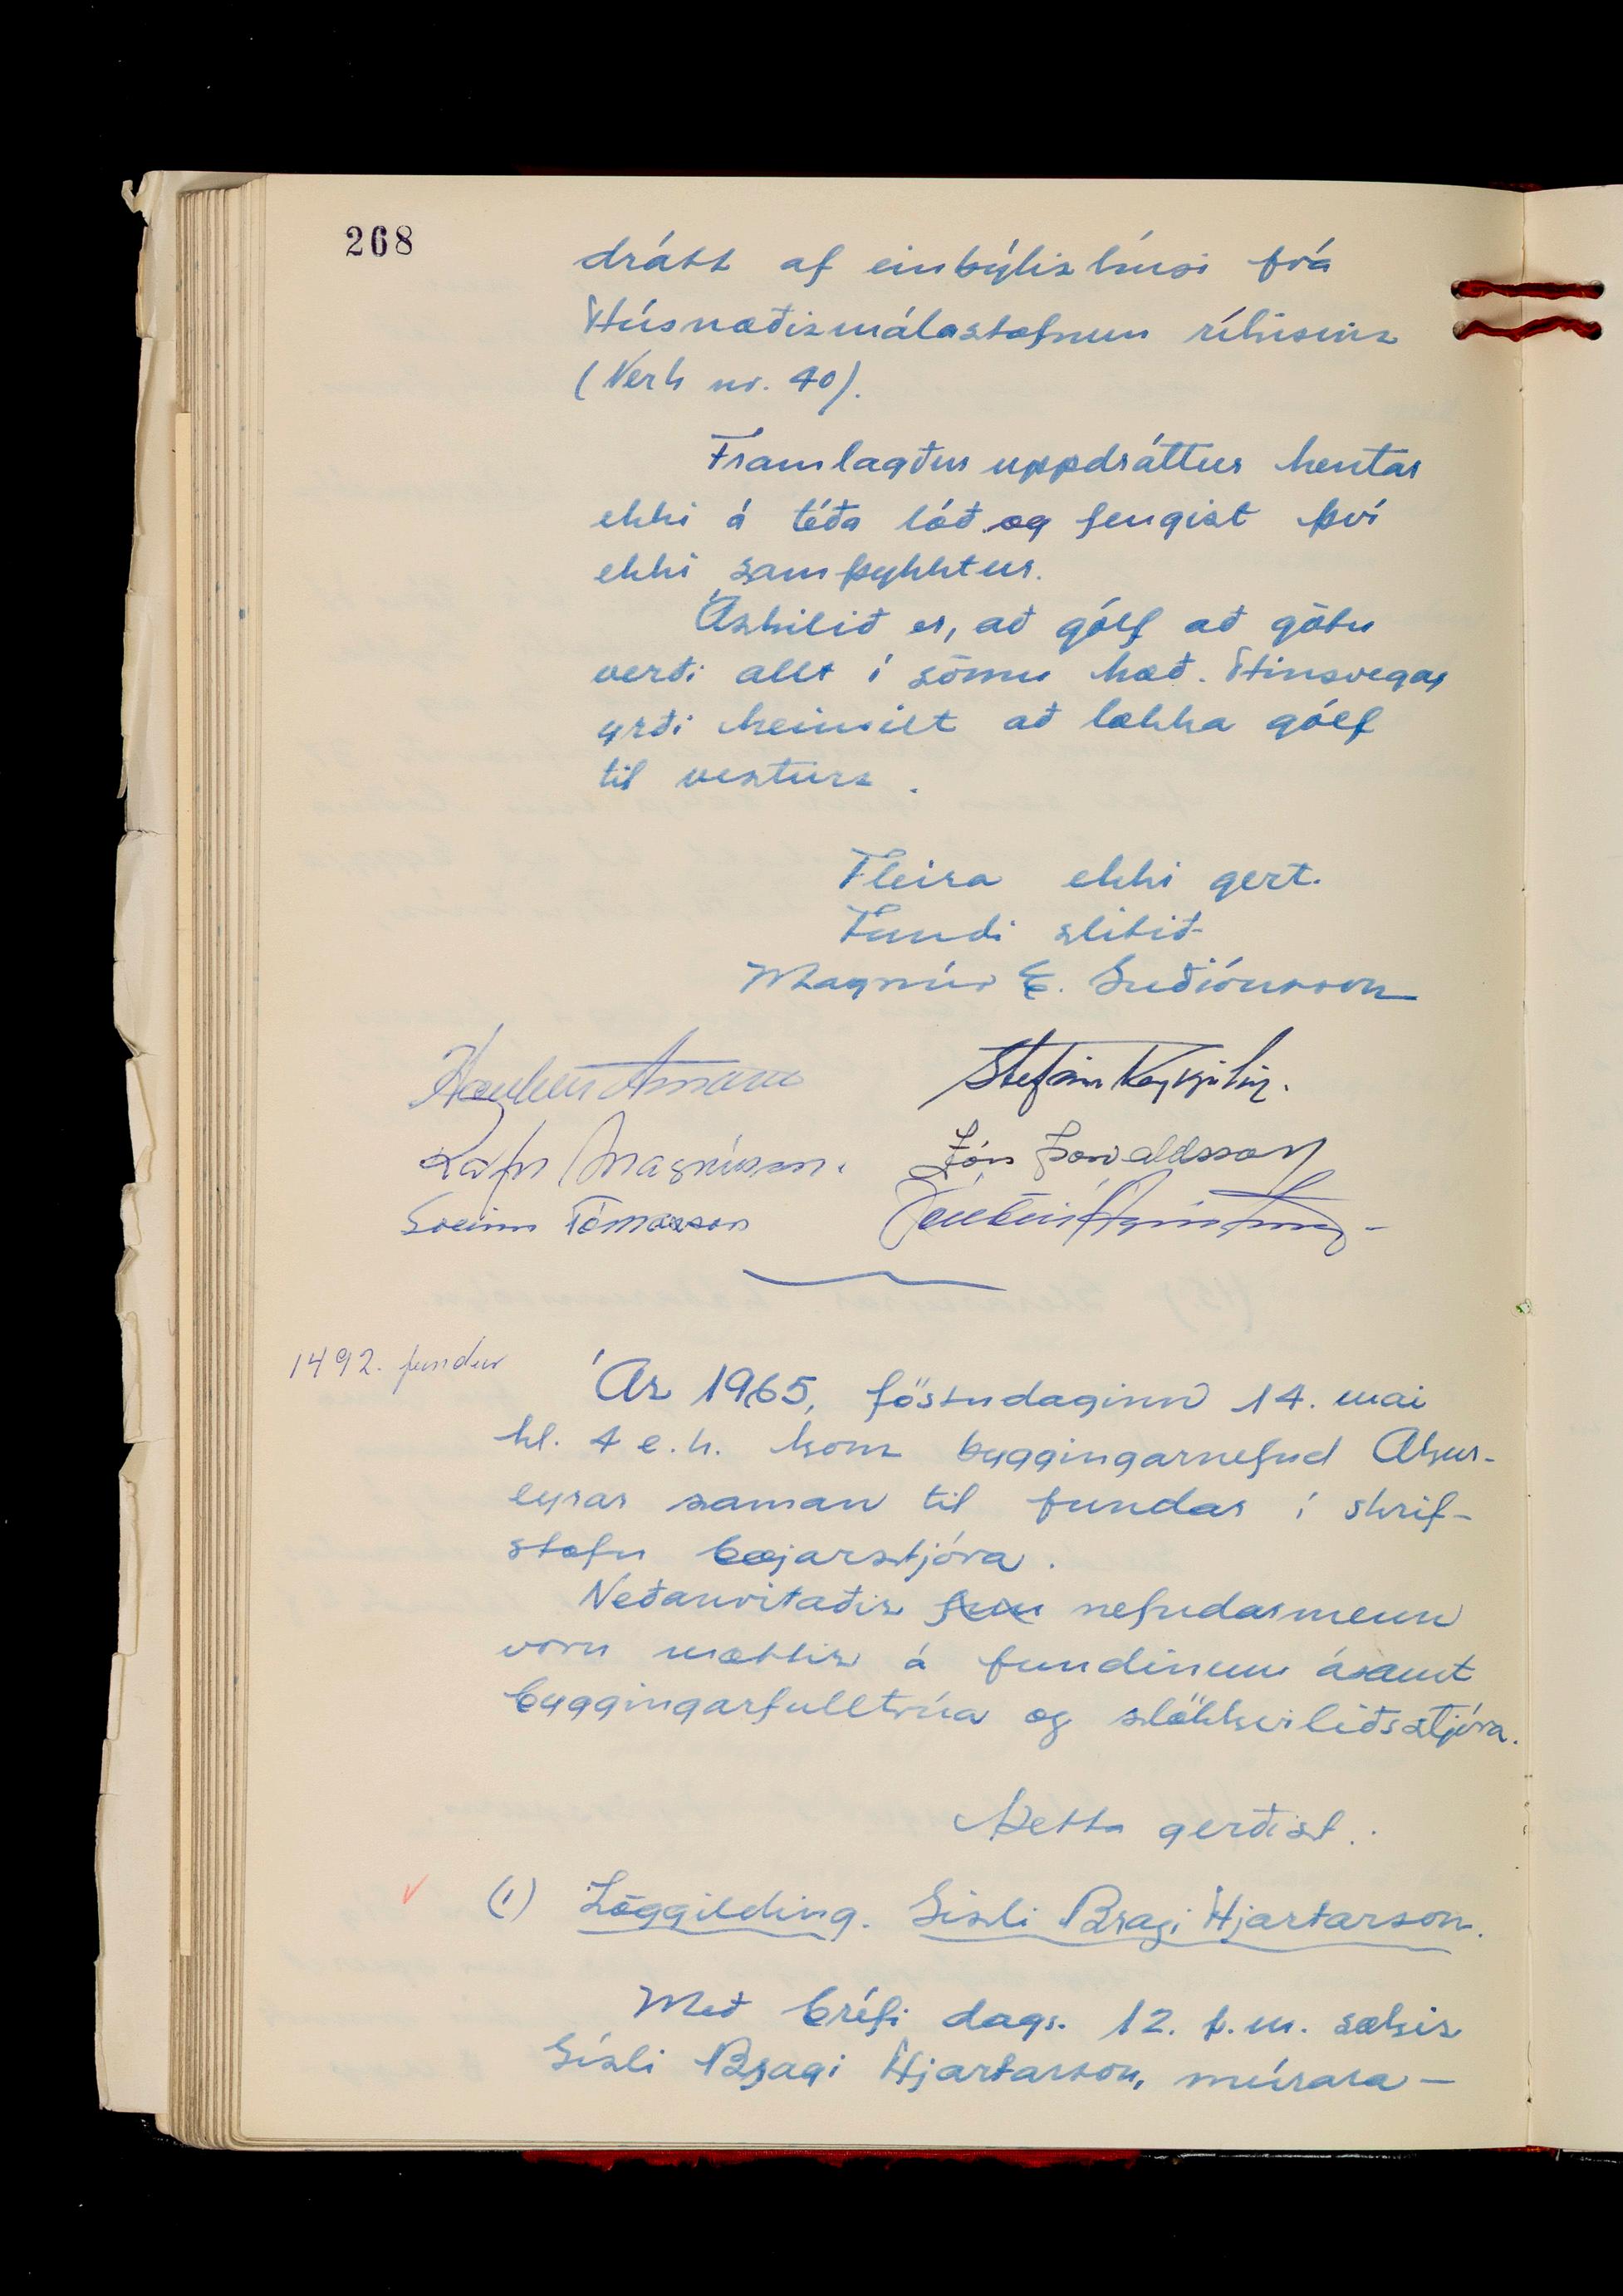 268
drátt af einbýlishúsi frá
Húsnæðismálastofnun ríkisins
(Verk nr. 40).
Framlagður uppdráttur hentar
ekki á téða lóð og fengist því
ekki samþykktur.
Áskilið er, að gólf að götu
verði allt í sömu hæð. Hinsvegar
yrði heimilt að lækka gólf
til vesturs.
Fleira ekki gert.
Fundi slitið
Magnús E. Guðjónsson
Haukur Árnason
Stefán Reykjalín.
Rafn Magnússon.
Jón Þorvaldsson
Sveinn Tómasson
1492. fundur
Ár 1965, föstudaginn 14. mai
kl. 4 e.h. kom byggingarnefnd Akur-
eyrar saman til fundar í skrif-
stofu bæjarstjóra.
Neðanritaðir nefndarmenn
voru mættir á fundinum ásamt
byggingarfulltrúa og slökkviliðsstjóra.
Þetta gerðist.
(1) Löggilding. Gísli Bragi Hjartarson.
Með bréfi dags. 12. þ.m. sækir
Gísli Bragi Hjartarson, múrara-